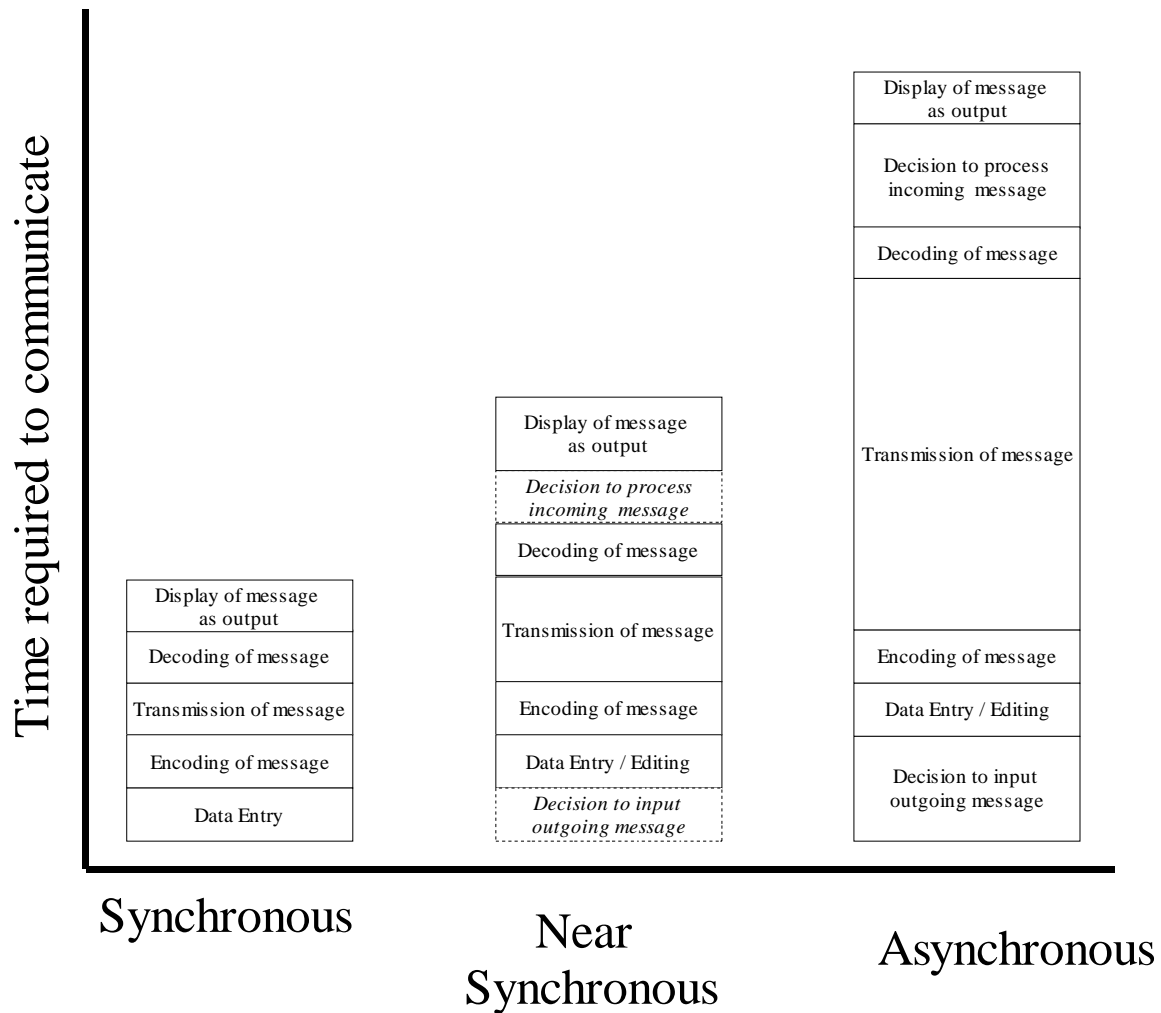 Time required to communicate
Display of message
as output
Decoding of message
Transmission of message
Encoding of message
Data Entry
Synchronous
Display of message
as output
Decision to process
incoming message
Decoding of message
Transmission of message
Encoding of message
Data Entry / Editing
Decision to input
outgoing message
Near
Synchronous
Display of message
as output
Decision to process
incoming message
Decoding of message
Transmission of message
Encoding of message
Data Entry / Editing
Decision to input
outgoing message
Asynchronous